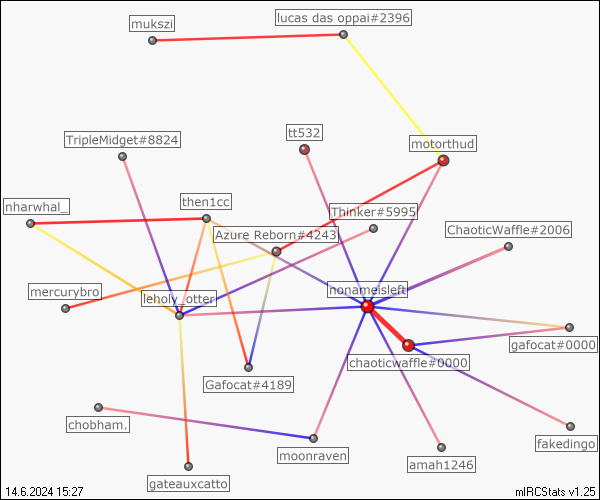 lucas das oppai#2396
mukszi
tt532
TripleMidget#8824
motorthud
nharwhal_
then1cc
Thinker#5995
Azure Reborn#4243
ChaoticWaffle#2006
mercurybro
leholy_otter
nonameisleft
gafocat#0000
chaoticwaffle#0000
Gafocat#4189
chobham.
fakedingo
moonraven
amah1246
gateauxcatto
14.6.2024 15:27
mIRCStats v1.25